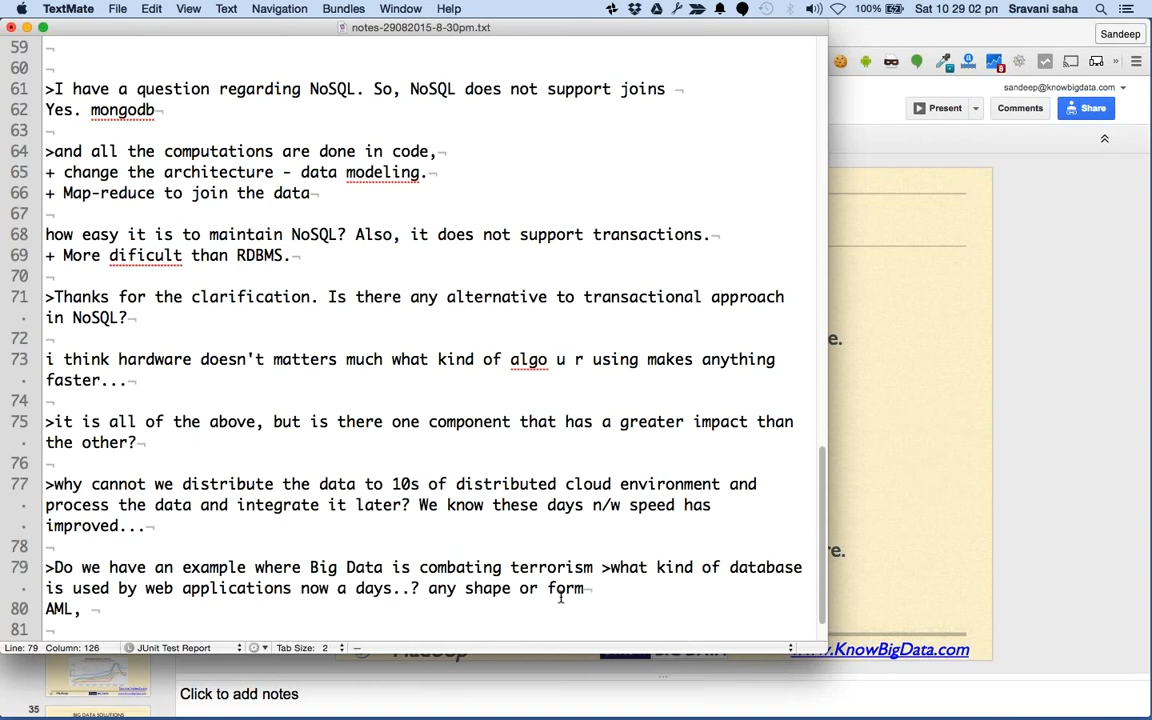 TextMate File Edit View Text Navigation Bundles Window Help 100% Sat 10 29 02 pm Sravani saha
notes-29082015-8-30pm.txt
Sandeep
sandeep@knowbigdata.com
Present Comments Share
59
60
61 >I have a question regarding NoSQL. So, NoSQL does not support joins
62 Yes. mongodb
63
64 >and all the computations are done in code,
65 + change the architecture - data modeling.
66 + Map-reduce to join the data
67
68 how easy it is to maintain NoSQL? Also, it does not support transactions.
69 + More dificult than RDBMS.
70
71 >Thanks for the clarification. Is there any alternative to transactional approach
in NoSQL?
72
73 i think hardware doesn't matters much what kind of algo u r using makes anything
faster...
74
75 >it is all of the above, but is there one component that has a greater impact than
the other?
76
77 >why cannot we distribute the data to 10s of distributed cloud environment and
process the data and integrate it later? We know these days n/w speed has
improved...
78
79 >Do we have an example where Big Data is combating terrorism >what kind of database
is used by web applications now a days..? any shape or form
80 AML,
81
e.
re.
Line: 79 Column: 126 JUnit Test Report Tab Size: 2 —
www.KnowBigData.com
Click to add notes
35
BIG DATA SOLUTIONS